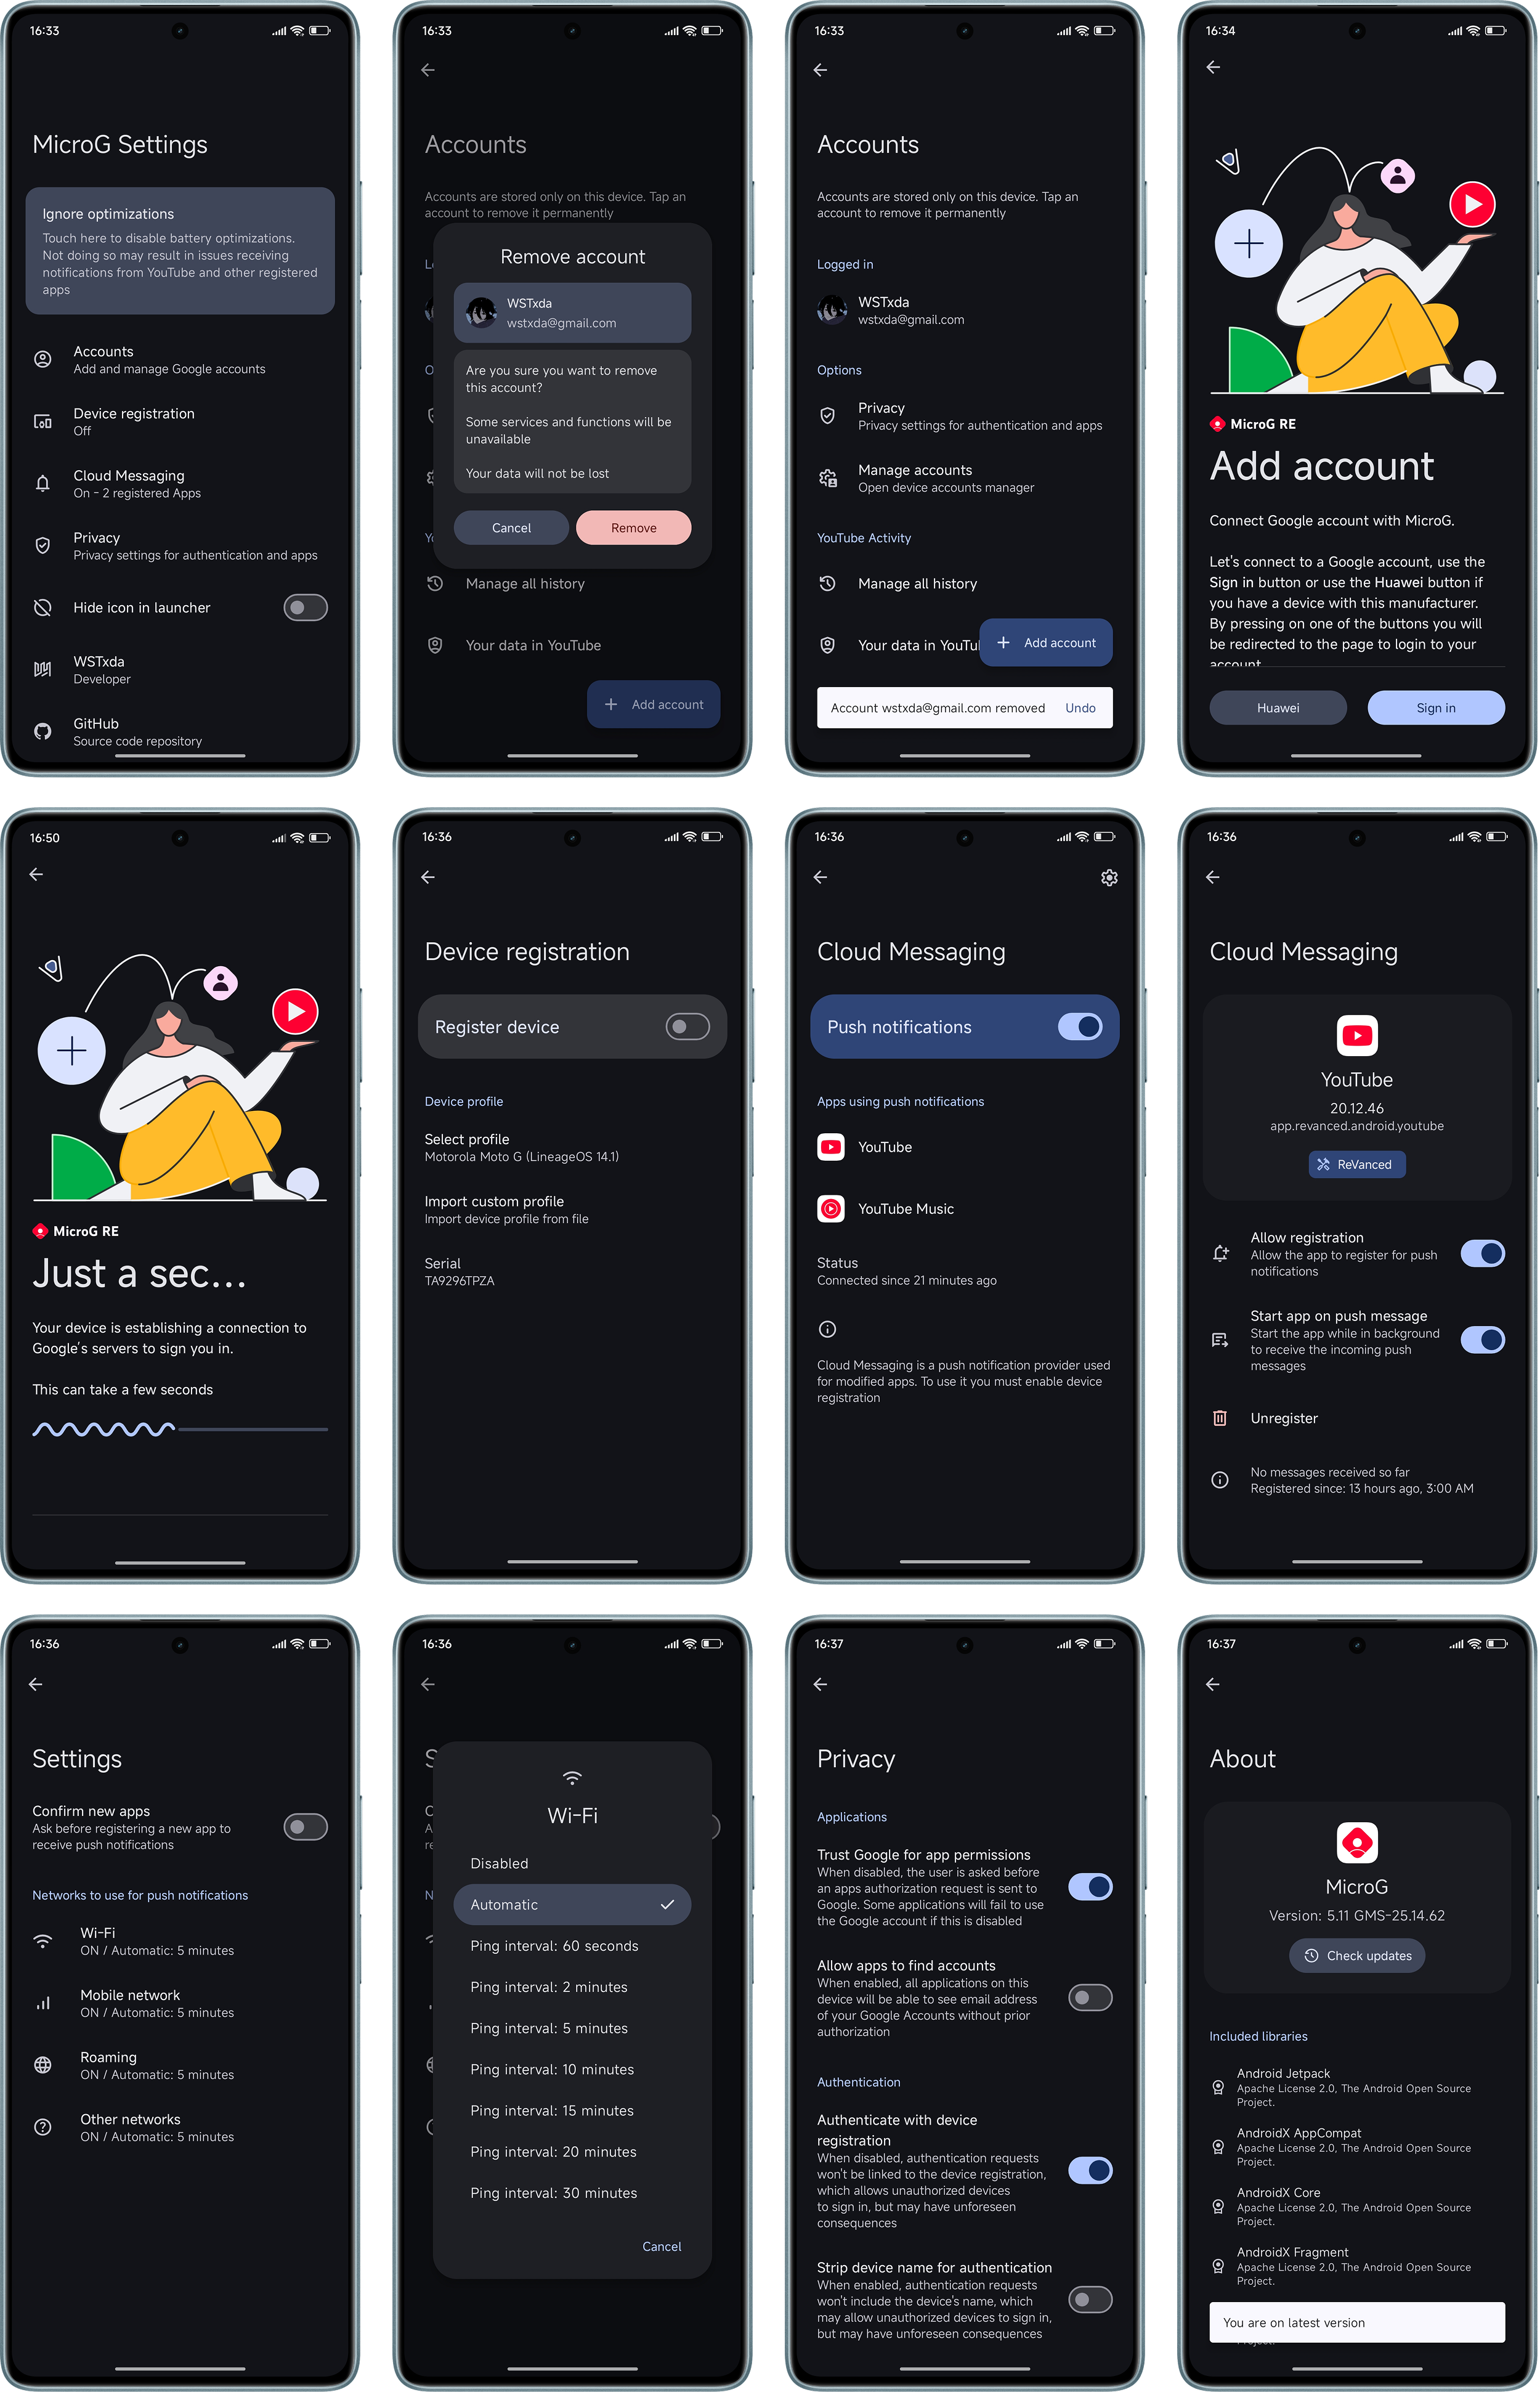 16:33
MicroG Settings
Ignore optimizations
Touch here to disable battery optimizations.
Not doing so may result in issues receiving
notifications from YouTube and other registered
apps
Accounts
Add and manage Google accounts
Device registration
Off
Cloud Messaging
On - 2 registered Apps
Privacy
Privacy settings for authentication and apps
Hide icon in launcher
WSTxda
Developer
GitHub
Source code repository
16:33
Accounts
Accounts are stored only on this device. Tap an
account to remove it permanently
Remove account
WSTxda
wstxda@gmail.com
Are you sure you want to remove
this account?
Some services and functions will be
unavailable
Your data will not be lost
Cancel
Remove
Manage all history
Your data in YouTube
Add account
16:33
Accounts
Accounts are stored only on this device. Tap an
account to remove it permanently
Logged in
WSTxda
wstxda@gmail.com
Options
Privacy
Privacy settings for authentication and apps
Manage accounts
Open device accounts manager
YouTube Activity
Manage all history
Your data in YouTu
Add account
Account wstxda@gmail.com removed
Undo
16:34
MicroG RE
Add account
Connect Google account with MicroG.
Let's connect to a Google account, use the
Sign in button or use the Huawei button if
you have a device with this manufacturer.
By pressing on one of the buttons you will
be redirected to the page to login to your
account
Huawei
Sign in
16:50
MicroG RE
Just a sec...
Your device is establishing a connection to
Google's servers to sign you in.
This can take a few seconds
16:36
Device registration
Register device
Device profile
Select profile
Motorola Moto G (LineageOS 14.1)
Import custom profile
Import device profile from file
Serial
TA9296TPZA
16:36
Cloud Messaging
Push notifications
Apps using push notifications
YouTube
YouTube Music
Status
Connected since 21 minutes ago
Cloud Messaging is a push notification provider used
for modified apps. To use it you must enable device
registration
16:36
Cloud Messaging
YouTube
20.12.46
app.revanced.android.youtube
ReVanced
Allow registration
Allow the app to register for push
notifications
Start app on push message
Start the app while in background
to receive the incoming push
messages
Unregister
No messages received so far
Registered since: 13 hours ago, 3:00 AM
16:36
Settings
Confirm new apps
Ask before registering a new app to
receive push notifications
Networks to use for push notifications
Wi-Fi
ON / Automatic: 5 minutes
Mobile network
ON / Automatic: 5 minutes
Roaming
ON / Automatic: 5 minutes
Other networks
ON / Automatic: 5 minutes
16:36
Wi-Fi
Disabled
Automatic
Ping interval: 60 seconds
Ping interval: 2 minutes
Ping interval: 5 minutes
Ping interval: 10 minutes
Ping interval: 15 minutes
Ping interval: 20 minutes
Ping interval: 30 minutes
Cancel
16:37
Privacy
Applications
Trust Google for app permissions
When disabled, the user is asked before
an apps authorization request is sent to
Google. Some applications will fail to use
the Google account if this is disabled
Allow apps to find accounts
When enabled, all applications on this
device will be able to see email address
of your Google Accounts without prior
authorization
Authentication
Authenticate with device
registration
When disabled, authentication requests
won't be linked to the device registration,
which allows unauthorized devices
to sign in, but may have unforeseen
consequences
Strip device name for authentication
When enabled, authentication requests
won't include the device's name, which
may allow unauthorized devices to sign in,
but may have unforeseen consequences
16:37
About
MicroG
Version: 5.11 GMS-25.14.62
Check updates
Included libraries
Android Jetpack
Apache License 2.0, The Android Open Source
Project.
AndroidX AppCompat
Apache License 2.0, The Android Open Source
Project.
AndroidX Core
Apache License 2.0, The Android Open Source
Project.
AndroidX Fragment
Apache License 2.0, The Android Open Source
Project.
You are on latest version